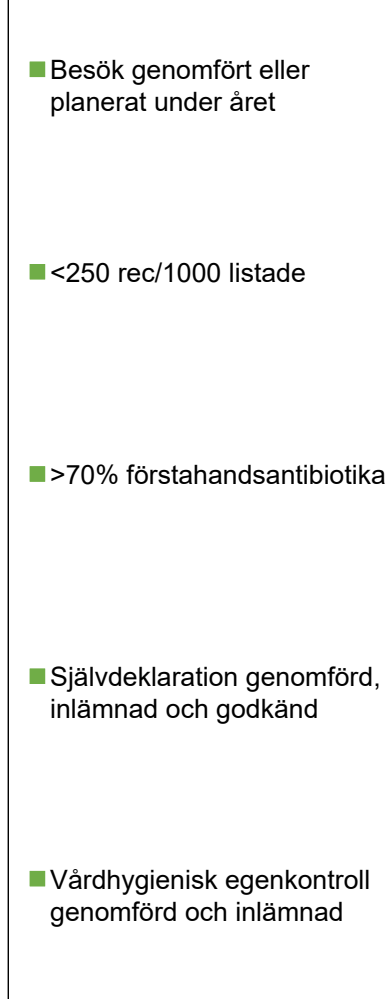 Besök genomfört eller
planerat under året
<250 rec/1000 listade
>70% förstahandsantibiotika
Självdeklaration genomförd,
inlämnad och godkänd
Vårdhygienisk egenkontroll
genomförd och inlämnad